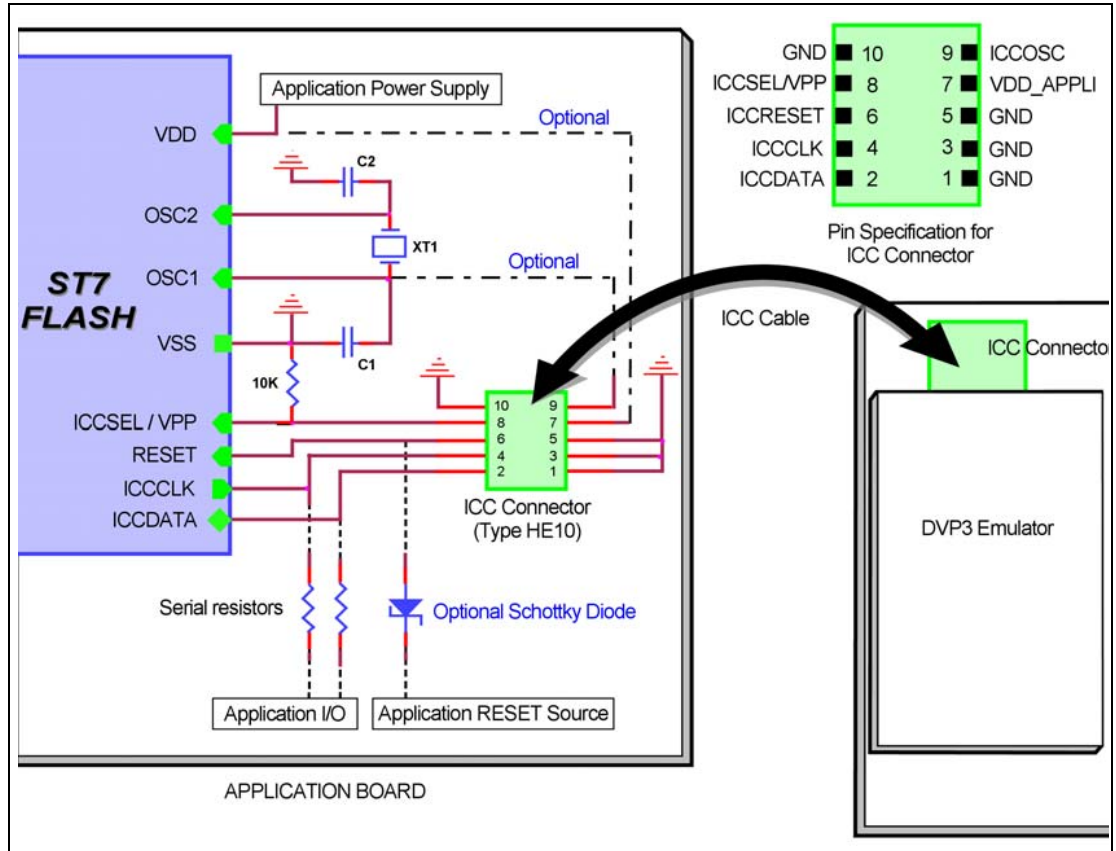 Application Power Supply
VDD
Optional
C2
OSC2
XT1
OSC1
Optional
ST7
FLASH
VSS
C1
10K
ICCSEL / VPP
RESET
ICCCLK
ICCDATA
10 9
8 7
6 5
4 3
2 1
ICC Connector
(Type HE10)
Serial resistors
Optional Schottky Diode
Application I/O
Application RESET Source
APPLICATION BOARD
GND 10 9 ICCOSC
ICCSEL/VPP 8 7 VDD_APPLI
ICCRESET 6 5 GND
ICCCLK 4 3 GND
ICCDATA 2 1 GND
Pin Specification for
ICC Connector
ICC Cable
ICC Connecto
DVP3 Emulator